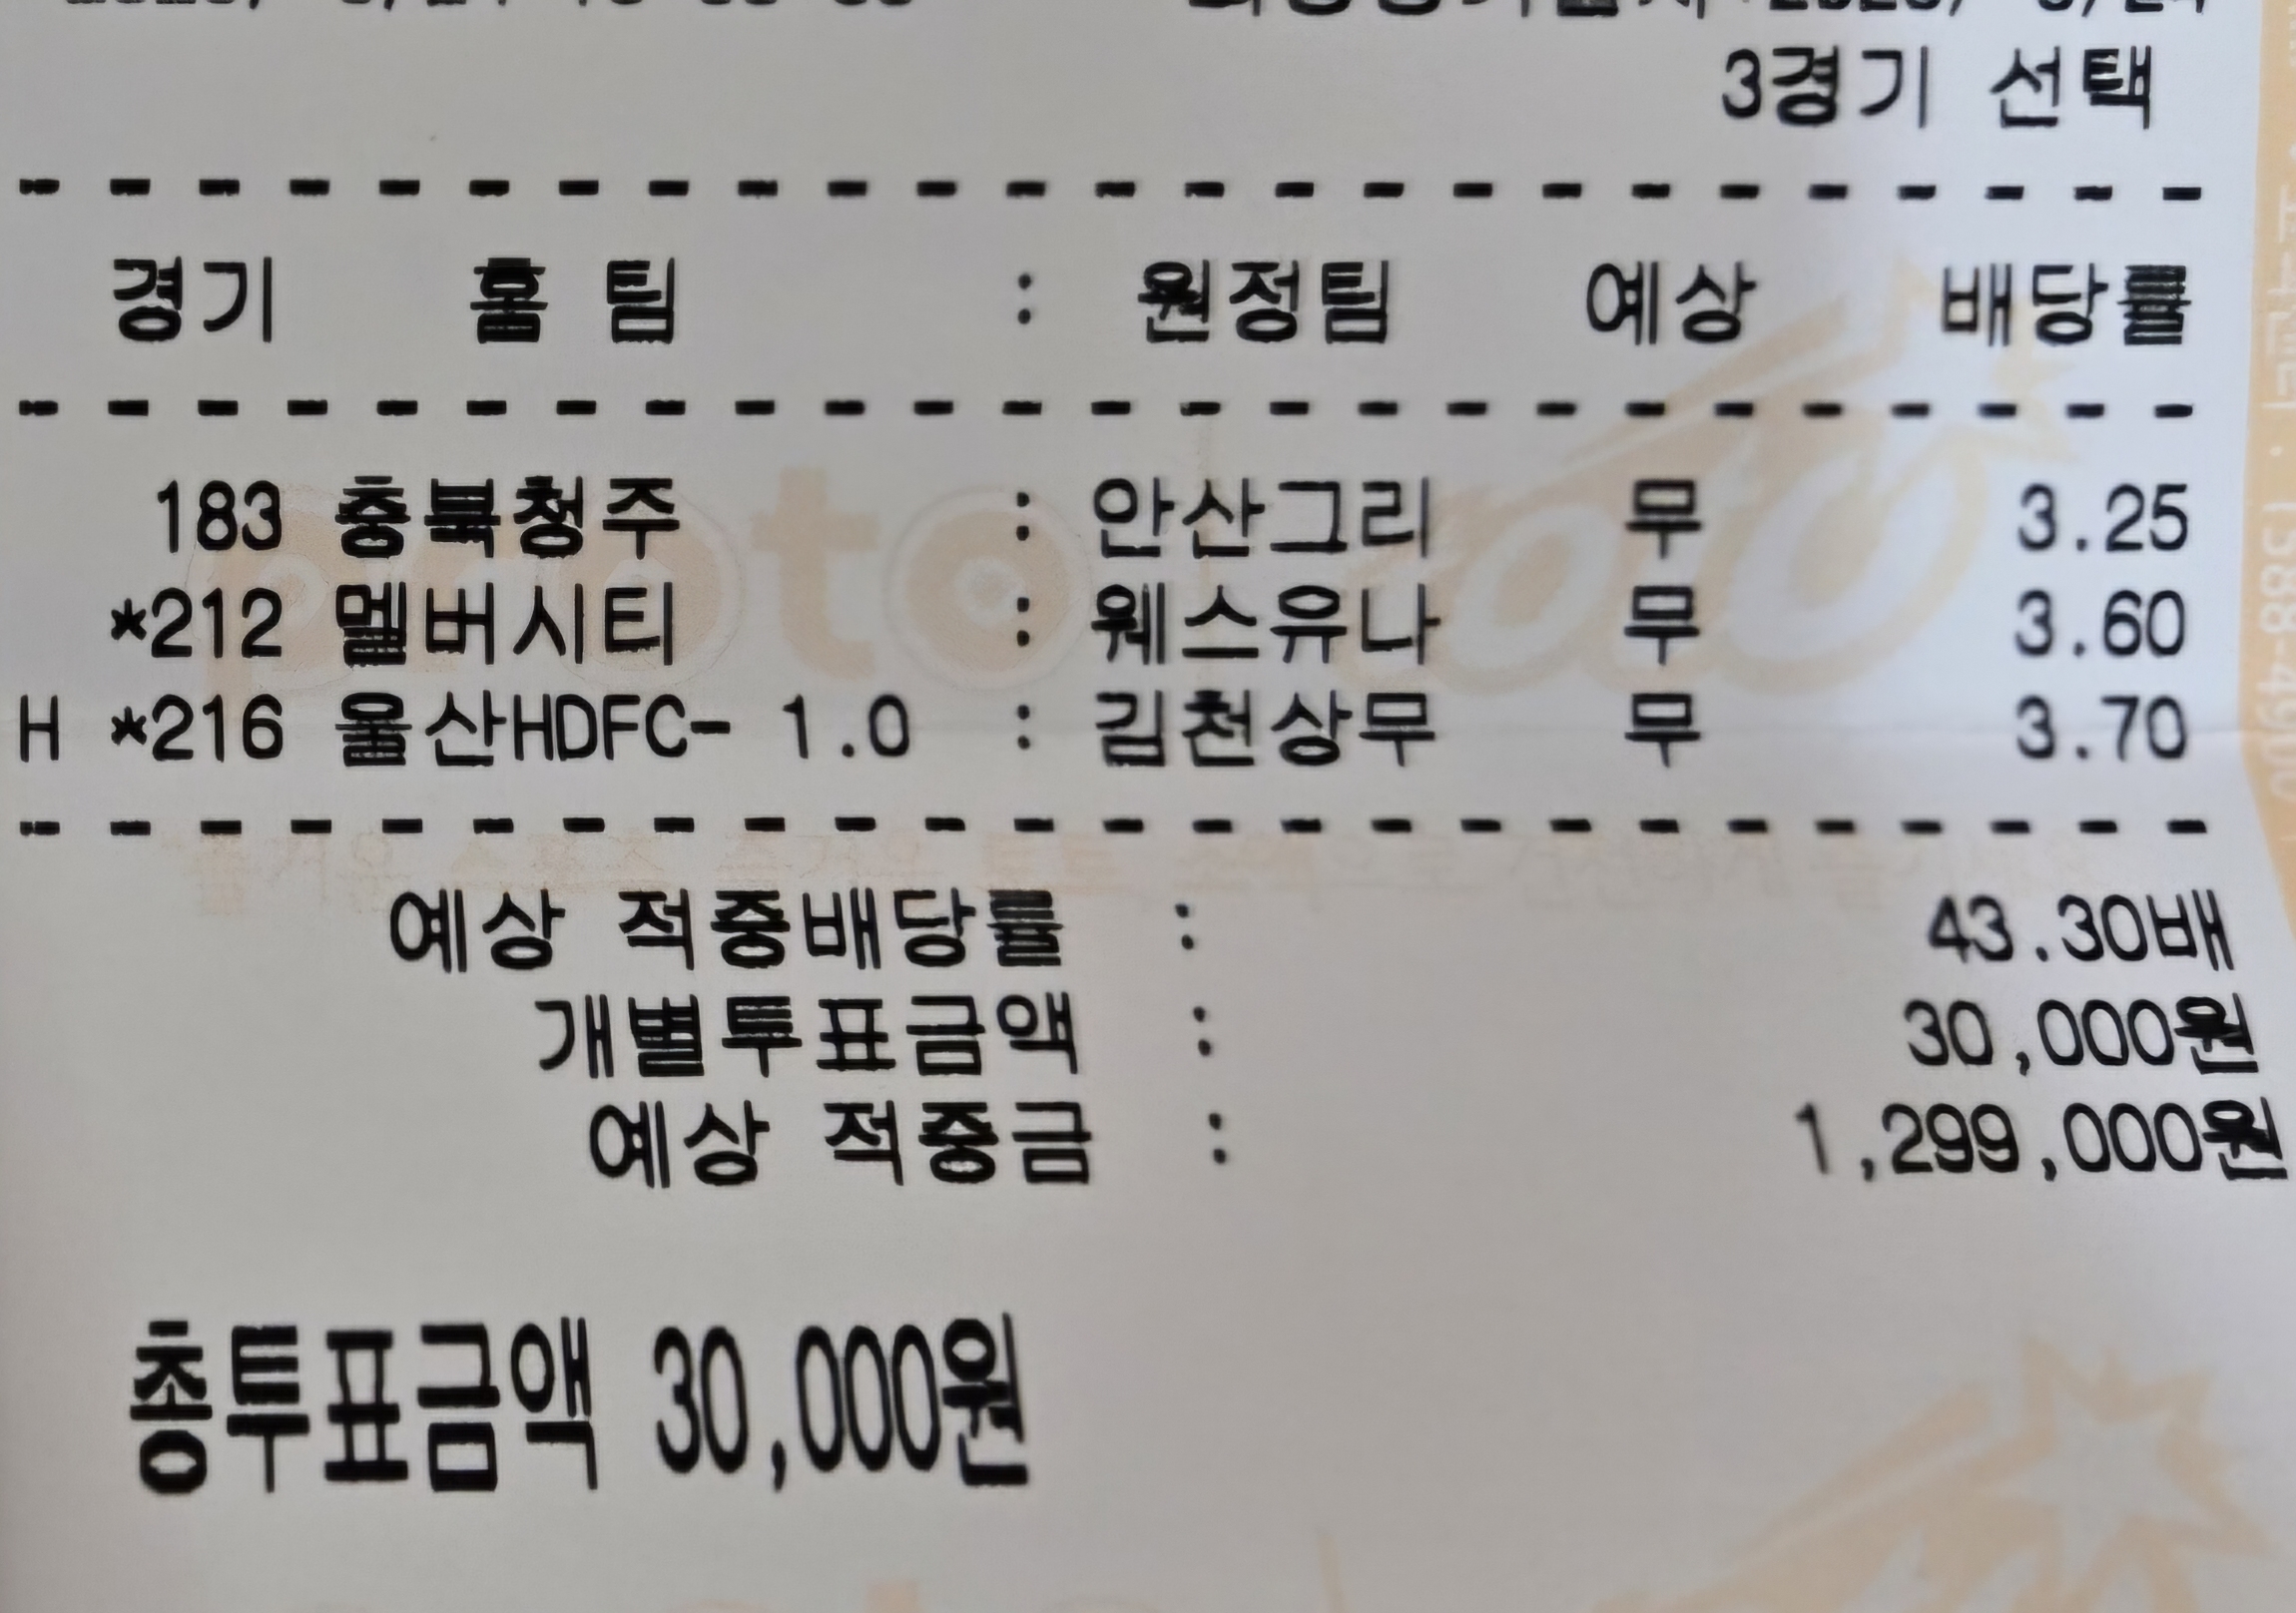 3경기 선택
경기 홈 팀 : 원정팀 예상 배당률
183 충북청주 : 안산그리 무 3.25
*212 멜버시티 : 웨스유나 무 3.60
H *216 울산HDFC- 1.0 : 김천상무 무 3.70
예상 적중배당률 : 43.30배
개별투표금액 : 30,000원
예상 적중금 : 1,299,000원
총투표금액 30,000원